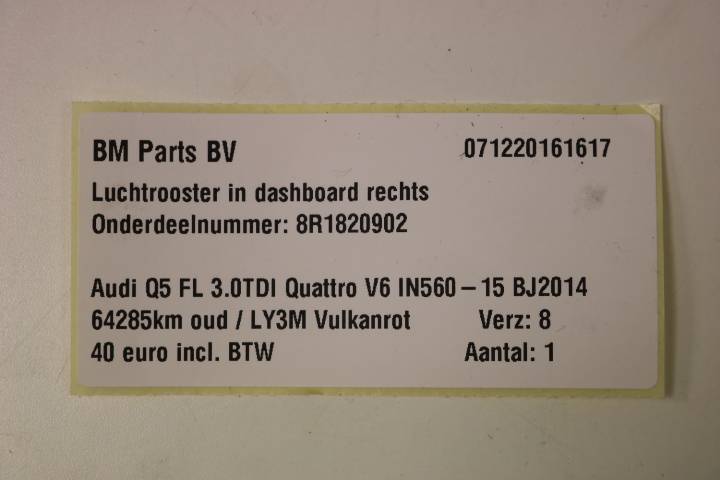 BM Parts BV 071220161617
Luchtrooster in dashboard rechts
Onderdeelnummer: 8R1820902
Audi Q5 FL 3.0TDI Quattro V6 IN560 – 15 BJ2014
64285km oud / LY3M Vulkanrot Verz: 8
40 euro incl. BTW Aantal: 1